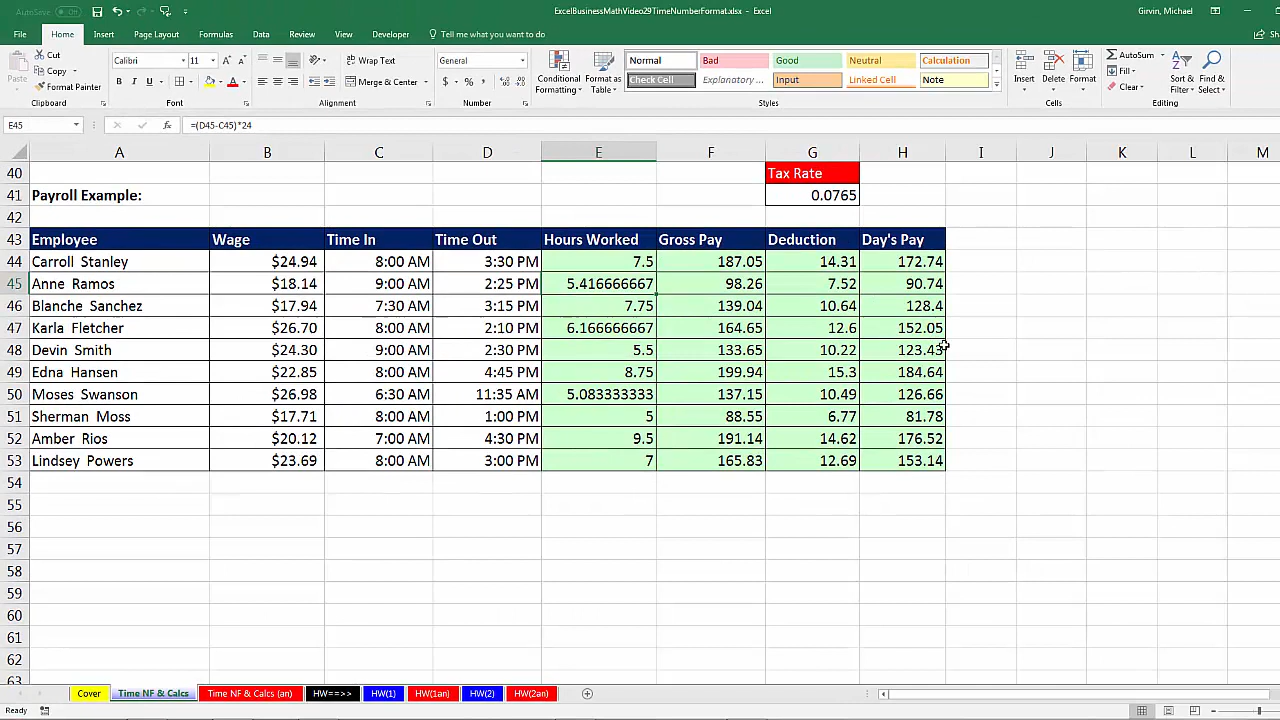 AutoSave Off ExcelBusinessMathVideo29TimeNumberFormat.xlsx - Excel Girvin, Michael
File Home Insert Page Layout Formulas Data Review View Developer Tell me what you want to do
Cut Calibri 11 Wrap Text General Normal Bad Good Neutral Calculation AutoSum
Paste Copy Merge & Center Conditional Formatting Format as Table Check Cell Explanatory ... Input Linked Cell Note Insert Delete Format Fill Sort & Filter Find & Select
Format Painter Clear
Clipboard Font Alignment Number Styles Cells Editing
E45 =(D45-C45)*24
A B C D E F G H I J K L M
40 Tax Rate
41 Payroll Example: 0.0765
42
43 Employee Wage Time In Time Out Hours Worked Gross Pay Deduction Day's Pay
44 Carroll Stanley $24.94 8:00 AM 3:30 PM 7.5 187.05 14.31 172.74
45 Anne Ramos $18.14 9:00 AM 2:25 PM 5.416666667 98.26 7.52 90.74
46 Blanche Sanchez $17.94 7:30 AM 3:15 PM 7.75 139.04 10.64 128.4
47 Karla Fletcher $26.70 8:00 AM 2:10 PM 6.166666667 164.65 12.6 152.05
48 Devin Smith $24.30 9:00 AM 2:30 PM 5.5 133.65 10.22 123.43
49 Edna Hansen $22.85 8:00 AM 4:45 PM 8.75 199.94 15.3 184.64
50 Moses Swanson $26.98 6:30 AM 11:35 AM 5.083333333 137.15 10.49 126.66
51 Sherman Moss $17.71 8:00 AM 1:00 PM 5 88.55 6.77 81.78
52 Amber Rios $20.12 7:00 AM 4:30 PM 9.5 191.14 14.62 176.52
53 Lindsey Powers $23.69 8:00 AM 3:00 PM 7 165.83 12.69 153.14
54
55
56
57
58
59
60
61
62
63
Cover Time NF & Calcs Time NF & Calcs (an) HW==>> HW(1) HW(1an) HW(2) HW(2an)
Ready